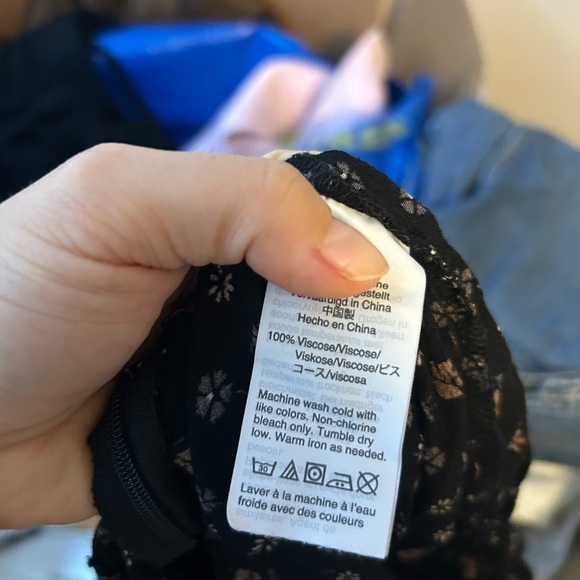 in China
中国製
Hecho en China
100% Viscose/Viscose/
Viskose/Viscose/ビス
コース/viscosa
Machine wash cold with
like colors. Non-chlorine
bleach only. Tumble dry
low. Warm iron as needed.
30
Laver à la machine à l'eau
froide avec des couleurs